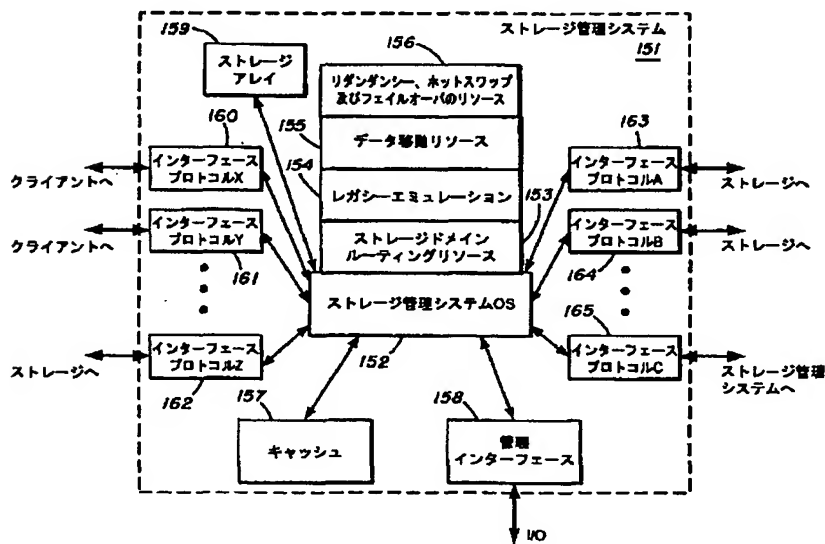 ストレージ管理システム
151
159
ストレージ
アレイ
156
リダンダンシー、ホットスワップ
及びフェイルオーバのリソース
155
データ移動リソース
154
レガシーエミュレーション
153
ストレージドメイン
ルーティングリソース
ストレージ管理システムOS
152
160
クライアントへ
インターフェース
プロトコルX
クライアントへ
インターフェース
プロトコルY
161
ストレージへ
インターフェース
プロトコルZ
162
163
インターフェース
プロトコルA
ストレージへ
インターフェース
プロトコルB
ストレージへ
164
165
インターフェース
プロトコルC
ストレージ管理
システムへ
157
キャッシュ
158
管理
インターフェース
I/O